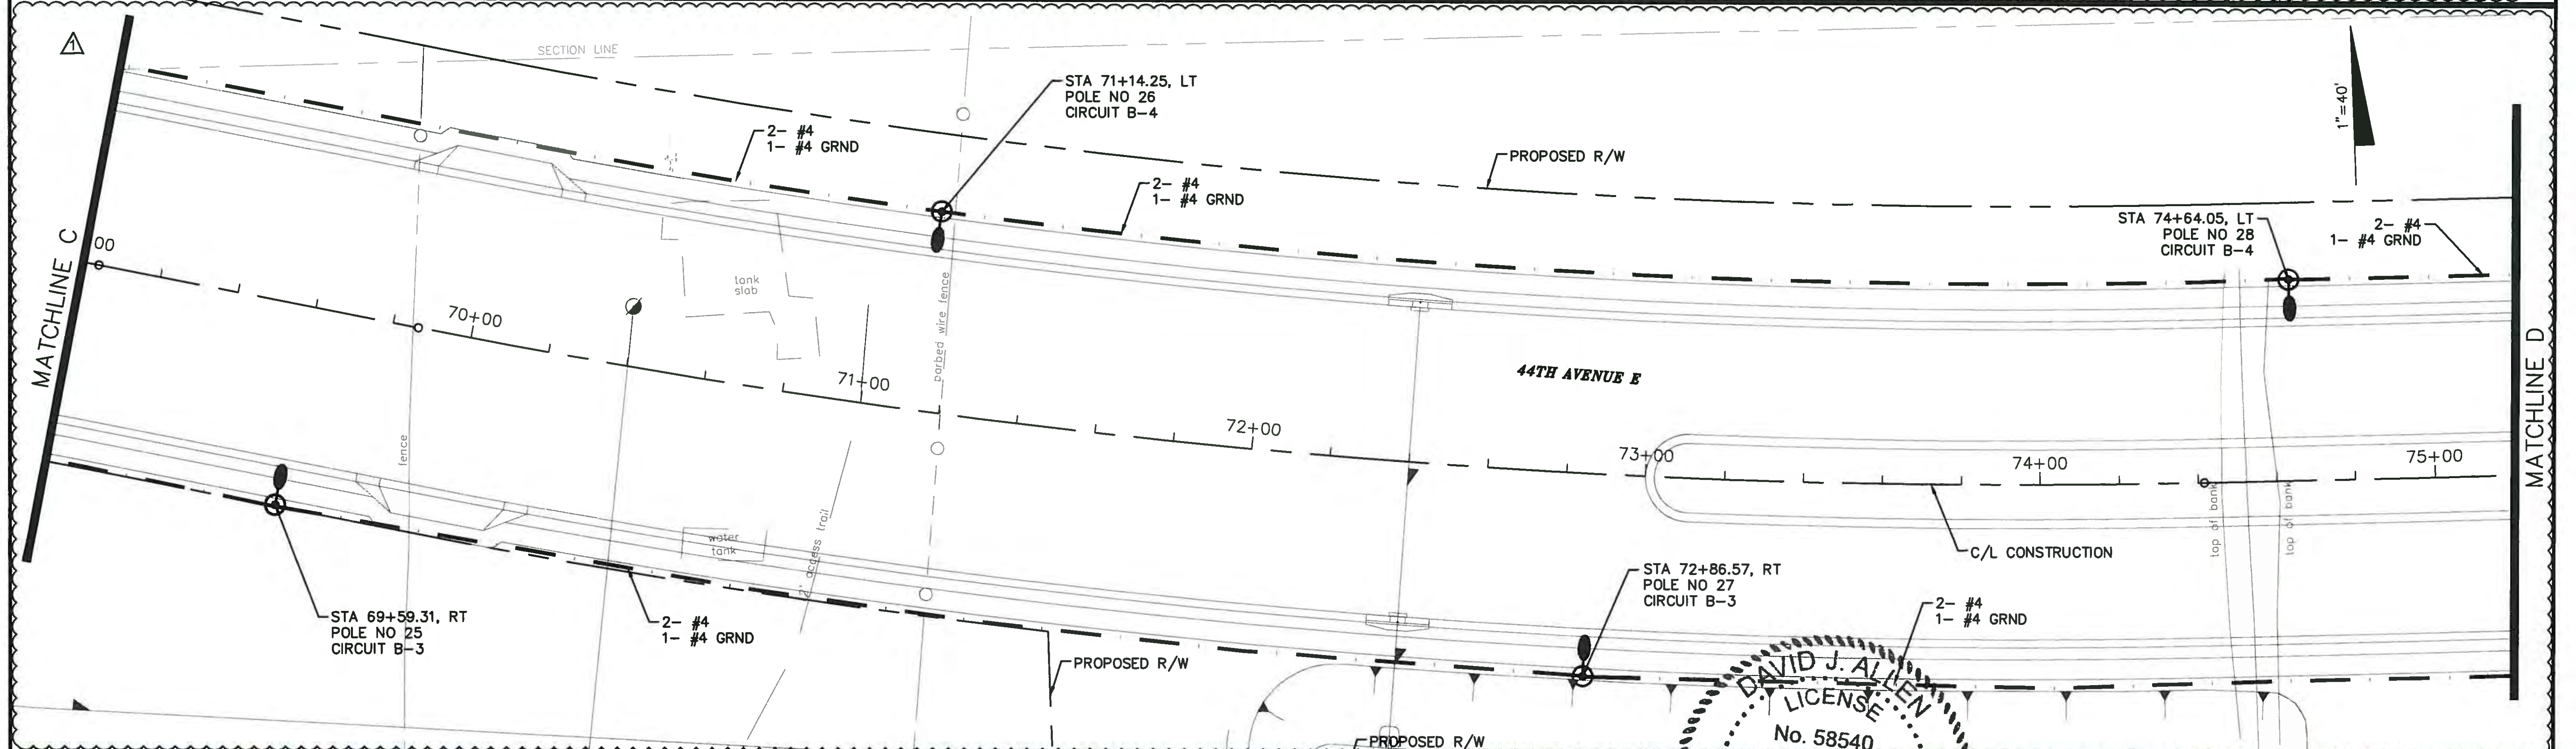 1
SECTION LINE
STA 71+14.25, LT
POLE NO 26
CIRCUIT B-4
2- #4
1- #4 GRND
2- #4
1- #4 GRND
PROPOSED R/W
1"=40'
STA 74+64.05, LT
POLE NO 28
CIRCUIT B-4
2- #4
1- #4 GRND
MATCHLINE C
00
70+00
tank
slab
71+00
barbed wire fence
72+00
44TH AVENUE E
73+00
74+00
75+00
MATCHLINE D
fence
water
tank
2' access trail
top of bank
top of bank
C/L CONSTRUCTION
STA 69+59.31, RT
POLE NO 25
CIRCUIT B-3
2- #4
1- #4 GRND
PROPOSED R/W
STA 72+86.57, RT
POLE NO 27
CIRCUIT B-3
2- #4
1- #4 GRND
DAVID J. ALLEN
LICENSE
No. 58540
PROPOSED R/W